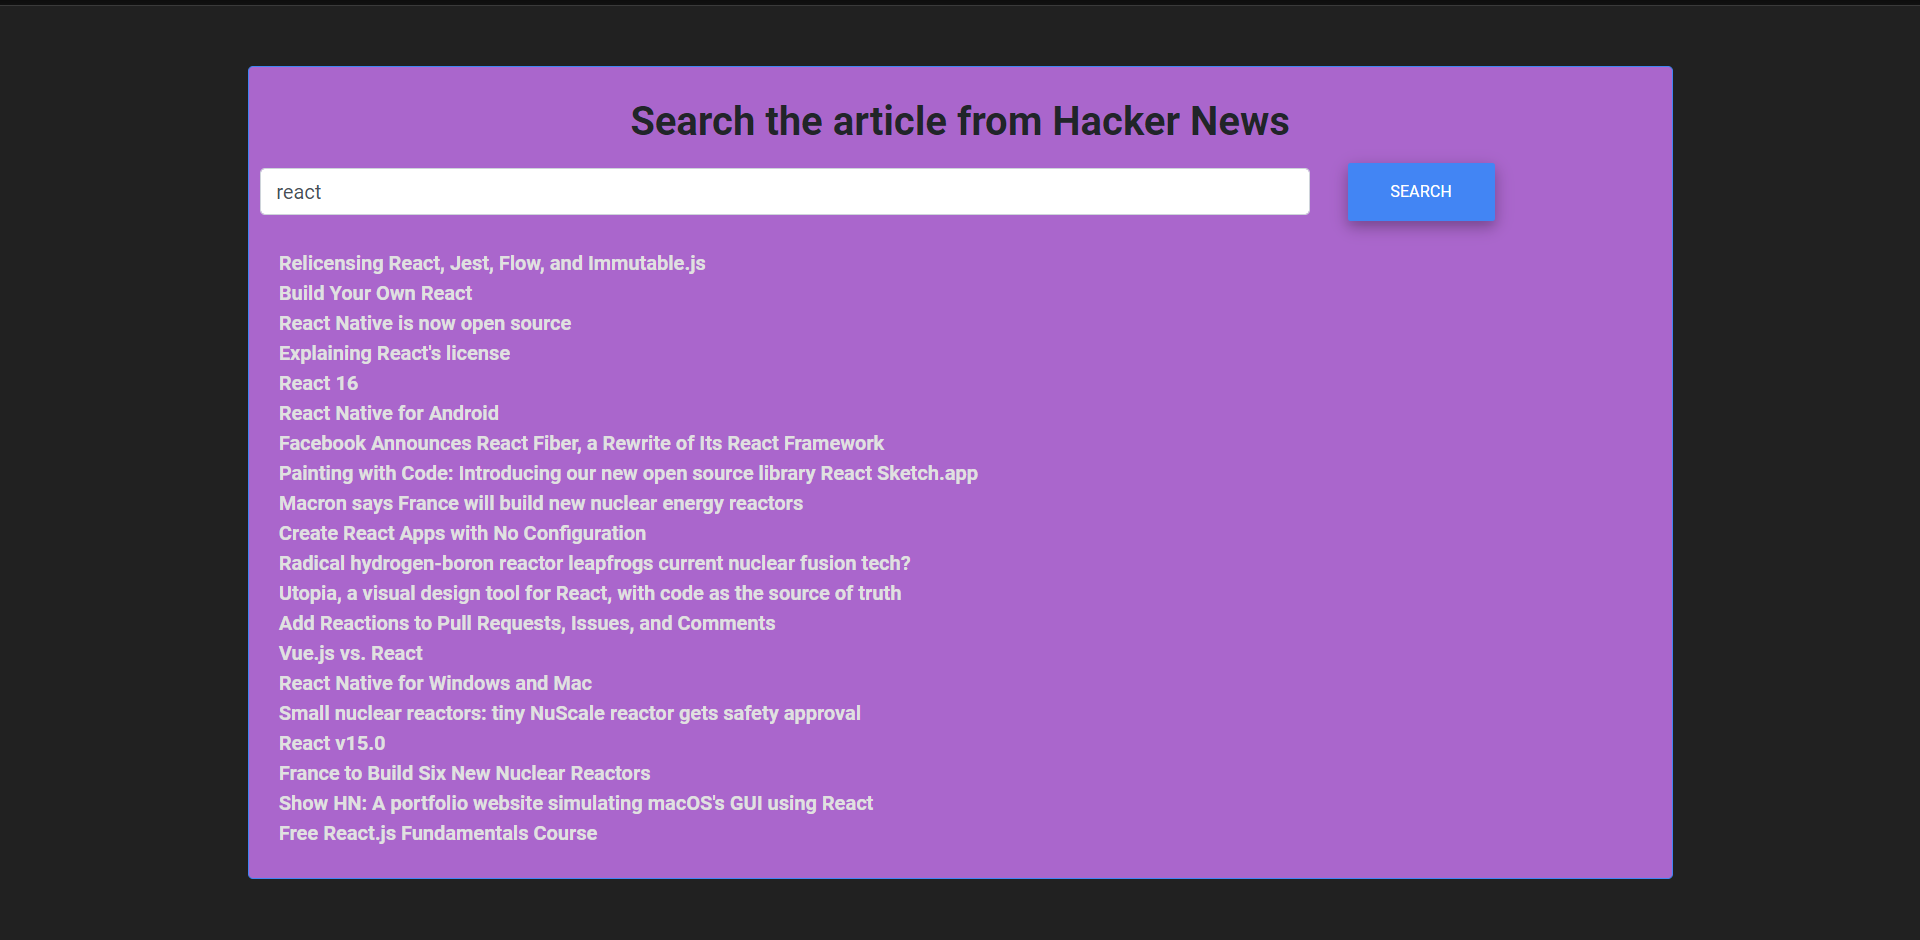 Search the article from Hacker News
react
SEARCH
Relicensing React, Jest, Flow, and Immutable.js
Build Your Own React
React Native is now open source
Explaining React's license
React 16
React Native for Android
Facebook Announces React Fiber, a Rewrite of Its React Framework
Painting with Code: Introducing our new open source library React Sketch.app
Macron says France will build new nuclear energy reactors
Create React Apps with No Configuration
Radical hydrogen-boron reactor leapfrogs current nuclear fusion tech?
Utopia, a visual design tool for React, with code as the source of truth
Add Reactions to Pull Requests, Issues, and Comments
Vue.js vs. React
React Native for Windows and Mac
Small nuclear reactors: tiny NuScale reactor gets safety approval
React v15.0
France to Build Six New Nuclear Reactors
Show HN: A portfolio website simulating macOS's GUI using React
Free React.js Fundamentals Course